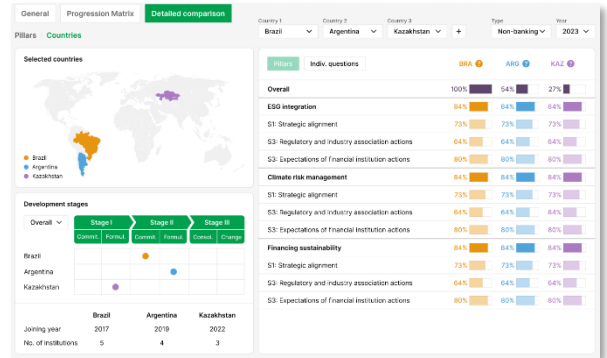 General Progression Matrix Detailed comparison
Country 1 Country 2 Country 3 Type Year
Brazil Argentina Kazakhstan + Non-banking 2023
Pillars Countries
Selected countries
Brazil
Argentina
Kazakhstan
Development stages
Overall Stage I Stage II Stage III
Commit. Formul. Commit. Formul. Consol. Change
Brazil
Argentina
Kazakhstan
Brazil Argentina Kazakhstan
Joining year 2017 2019 2022
No. of institutions 5 4 3
Pillars Indiv. questions BRA ? ARG ? KAZ ?
Overall 100% 54% 27%
ESG integration 84% 64% 84%
S1: Strategic alignment 73% 73% 73%
S3: Regulatory and industry association actions 64% 64% 64%
S3: Expectations of financial institution actions 80% 80% 80%
Climate risk management 84% 84% 84%
S1: Strategic alignment 73% 73% 73%
S3: Regulatory and industry association actions 64% 64% 64%
S3: Expectations of financial institution actions 80% 80% 80%
Financing sustainability 84% 84% 84%
S1: Strategic alignment 73% 73% 73%
S3: Regulatory and industry association actions 64% 64% 64%
S3: Expectations of financial institution actions 80% 80% 80%